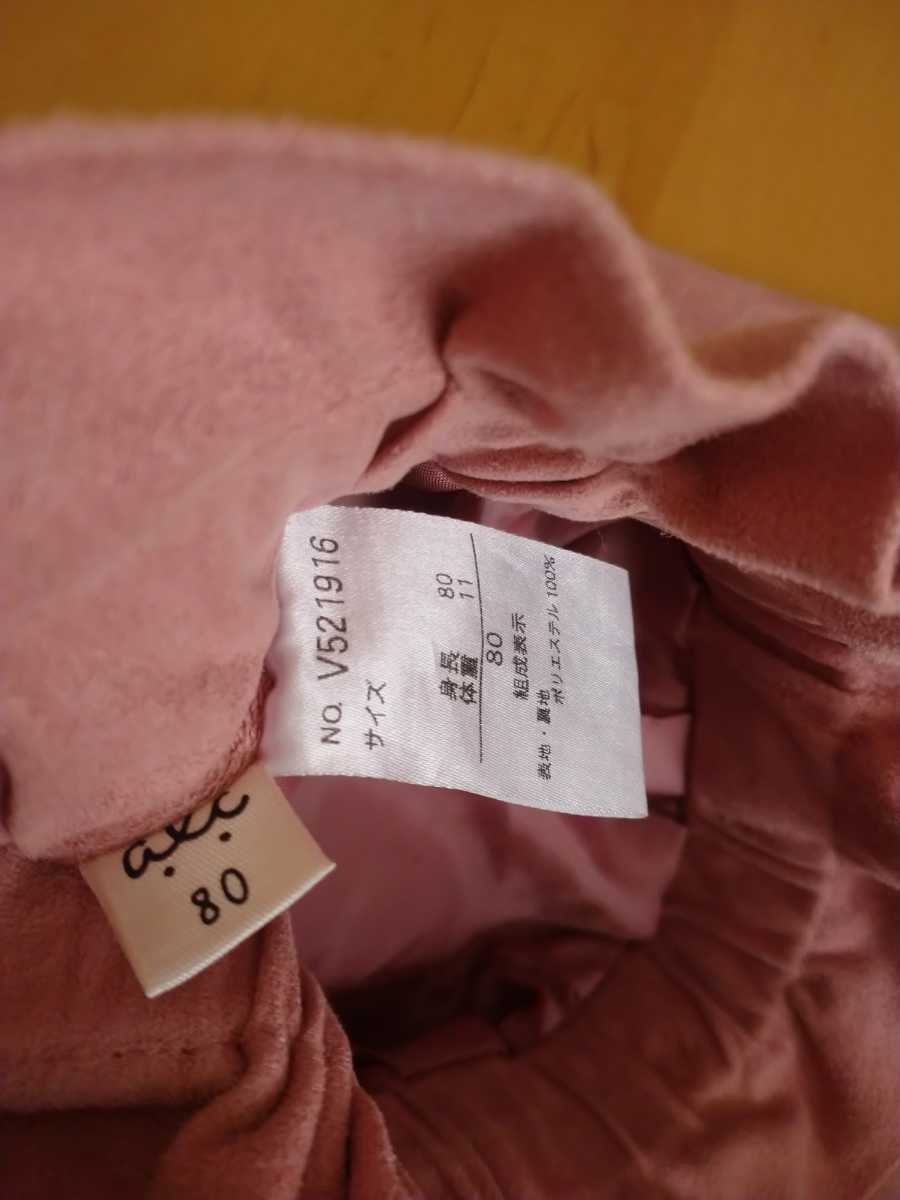 NO. V521916
サイズ
身長 80
体重 11
80
組成表示
表地・裏地
ポリエステル 100%
a.v.v
80